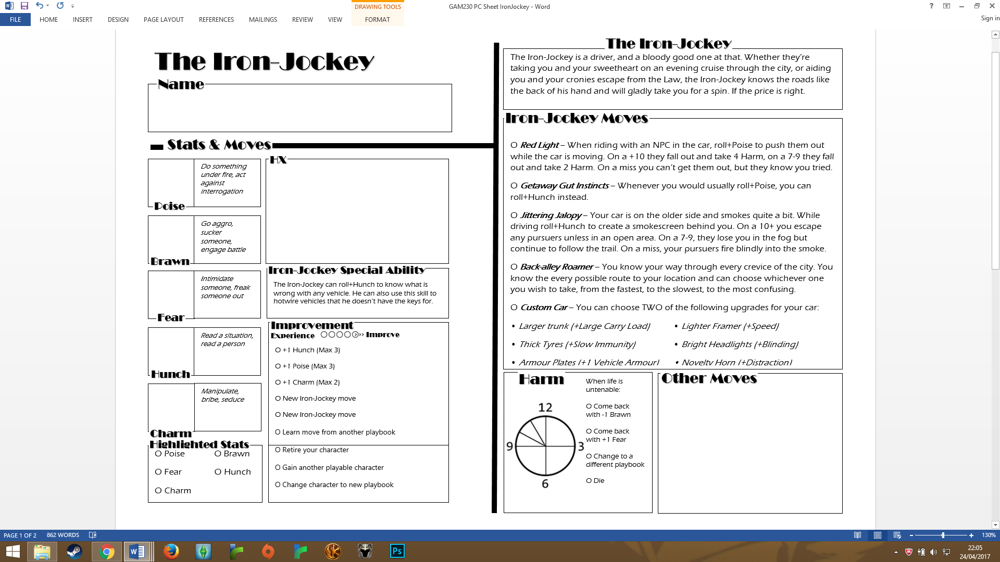 DRAWING TOOLS
GAM230 PC Sheet IronJockey - Word
?
FILE HOME INSERT DESIGN PAGE LAYOUT REFERENCES MAILINGS REVIEW VIEW FORMAT
Sign in
The Iron-Jockey
Name
Stats & Moves
Do something
under fire, act
against
interrogation
Poise
Go aggro,
sucker
someone,
engage battle
Brawn
Intimidate
someone, freak
someone out
Fear
Read a situation,
read a person
Hunch
Manipulate,
bribe, seduce
Charm
Highlighted Stats
O Poise O Brawn
O Fear O Hunch
O Charm
HX
Iron-Jockey Special Ability
The Iron-Jockey can roll+Hunch to know what is
wrong with any vehicle. He can also use this skill to
hotwire vehicles that he doesn't have the keys for.
Improvement
Experience >> Improve
O +1 Hunch (Max 3)
O +1 Poise (Max 3)
O +1 Charm (Max 2)
O New Iron-Jockey move
O New Iron-Jockey move
O Learn move from another playbook
O Retire your character
O Gain another playable character
O Change character to new playbook
The Iron-Jockey
The Iron-Jockey is a driver, and a bloody good one at that. Whether they're
taking you and your sweetheart on an evening cruise through the city, or aiding
you and your cronies escape from the Law, the Iron-Jockey knows the roads like
the back of his hand and will gladly take you for a spin. If the price is right.
Iron-Jockey Moves
O Red Light – When riding with an NPC in the car, roll+Poise to push them out
while the car is moving. On a +10 they fall out and take 4 Harm, on a 7-9 they fall
out and take 2 Harm. On a miss you can't get them out, but they know you tried.
O Getaway Gut Instincts – Whenever you would usually roll+Poise, you can
roll+Hunch instead.
O Jittering Jalopy – Your car is on the older side and smokes quite a bit. While
driving roll+Hunch to create a smokescreen behind you. On a 10+ you escape
any pursuers unless in an open area. On a 7-9, they lose you in the fog but
continue to follow the trail. On a miss, your pursuers fire blindly into the smoke.
O Back-alley Roamer – You know your way through every crevice of the city. You
know the every possible route to your location and can choose whichever one
you wish to take, from the fastest, to the slowest, to the most confusing.
O Custom Car – You can choose TWO of the following upgrades for your car:
• Larger trunk (+Large Carry Load) • Lighter Framer (+Speed)
• Thick Tyres (+Slow Immunity) • Bright Headlights (+Blinding)
• Armour Plates (+1 Vehicle Armour) • Novelty Horn (+Distraction)
Harm
12
3
6
9
When life is
untenable:
O Come back
with -1 Brawn
O Come back
with +1 Fear
O Change to a
different playbook
O Die
Other Moves
PAGE 1 OF 2 862 WORDS 130%
Ps
22:05
24/04/2017